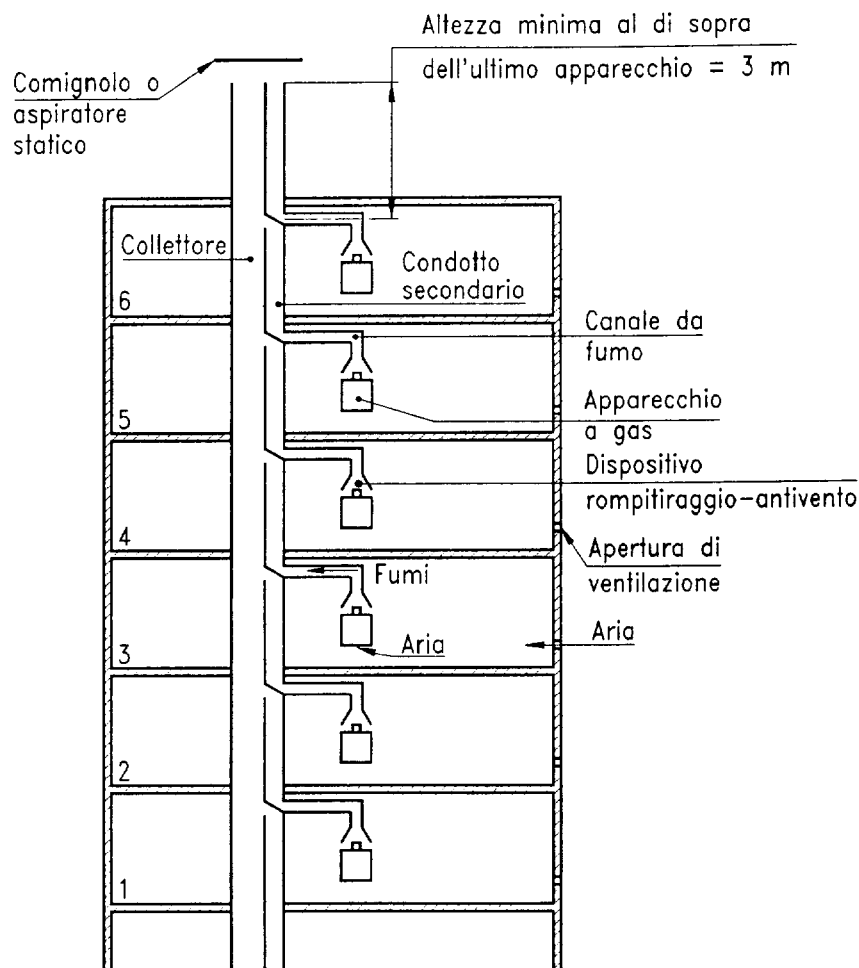 Altezza minima al di sopra
dell'ultimo apparecchio = 3 m
Comignolo o
aspiratore
statico
Collettore
Condotto
secondario
6
Canale da
fumo
5
Apparecchio
a gas
Dispositivo
rompitiraggio-antivento
4
Apertura di
ventilazione
Fumi
Aria
Aria
3
2
1